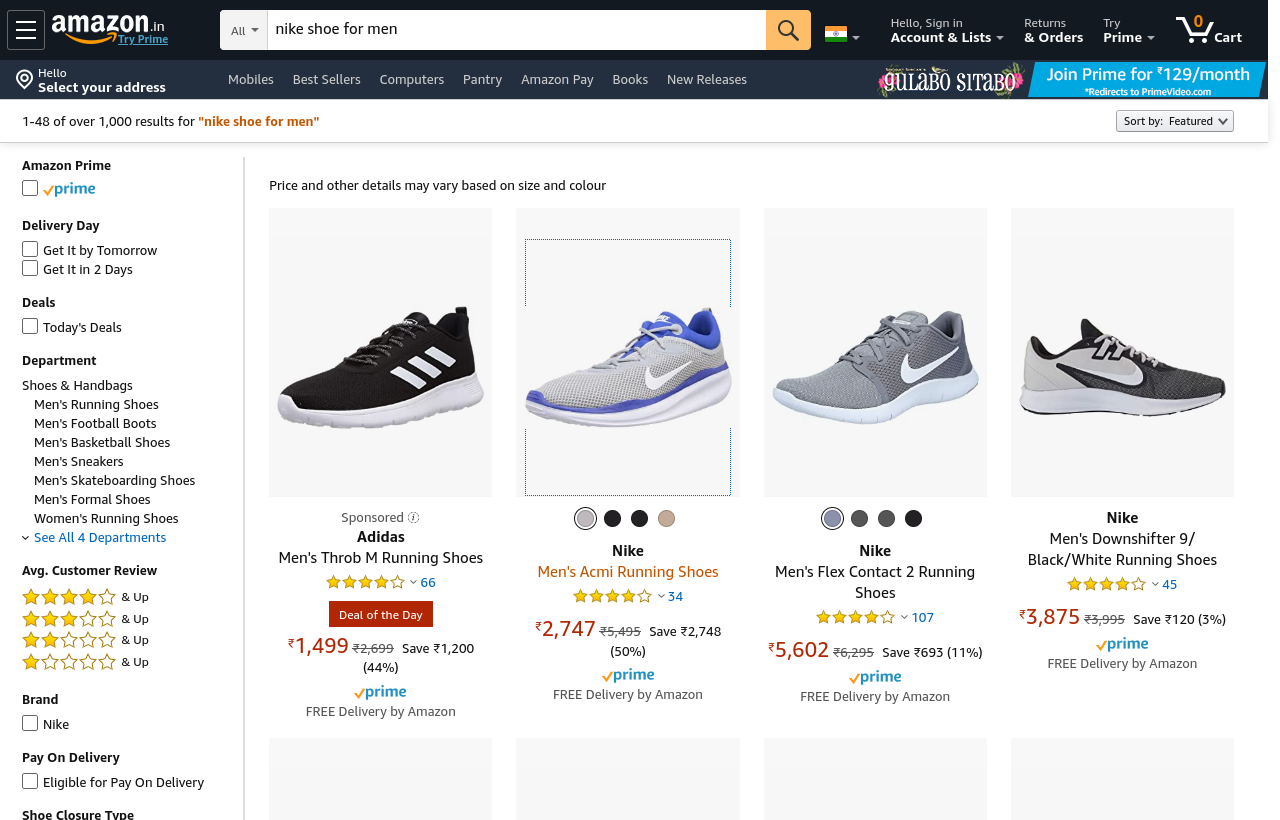 amazon.in
Try Prime
All
nike shoe for men
Hello, Sign in
Account & Lists
Returns
& Orders
Try
Prime
0
Cart
Hello
Select your address
Mobiles
Best Sellers
Computers
Pantry
Amazon Pay
Books
New Releases
GULABO SITABO
Join Prime for ₹129/month
*Redirects to PrimeVideo.com
1-48 of over 1,000 results for "nike shoe for men"
Sort by: Featured
Amazon Prime
prime
Delivery Day
Get It by Tomorrow
Get It in 2 Days
Deals
Today's Deals
Department
Shoes & Handbags
Men's Running Shoes
Men's Football Boots
Men's Basketball Shoes
Men's Sneakers
Men's Skateboarding Shoes
Men's Formal Shoes
Women's Running Shoes
See All 4 Departments
Avg. Customer Review
& Up
& Up
& Up
& Up
Brand
Nike
Pay On Delivery
Eligible for Pay On Delivery
Shoe Closure Type
Price and other details may vary based on size and colour
Sponsored
Adidas
Men's Throb M Running Shoes
66
Deal of the Day
₹1,499 ₹2,699 Save ₹1,200
(44%)
prime
FREE Delivery by Amazon
Nike
Men's Acmi Running Shoes
34
₹2,747 ₹5,495 Save ₹2,748
(50%)
prime
FREE Delivery by Amazon
Nike
Men's Flex Contact 2 Running
Shoes
107
₹5,602 ₹6,295 Save ₹693 (11%)
prime
FREE Delivery by Amazon
Nike
Men's Downshifter 9/
Black/White Running Shoes
45
₹3,875 ₹3,995 Save ₹120 (3%)
prime
FREE Delivery by Amazon